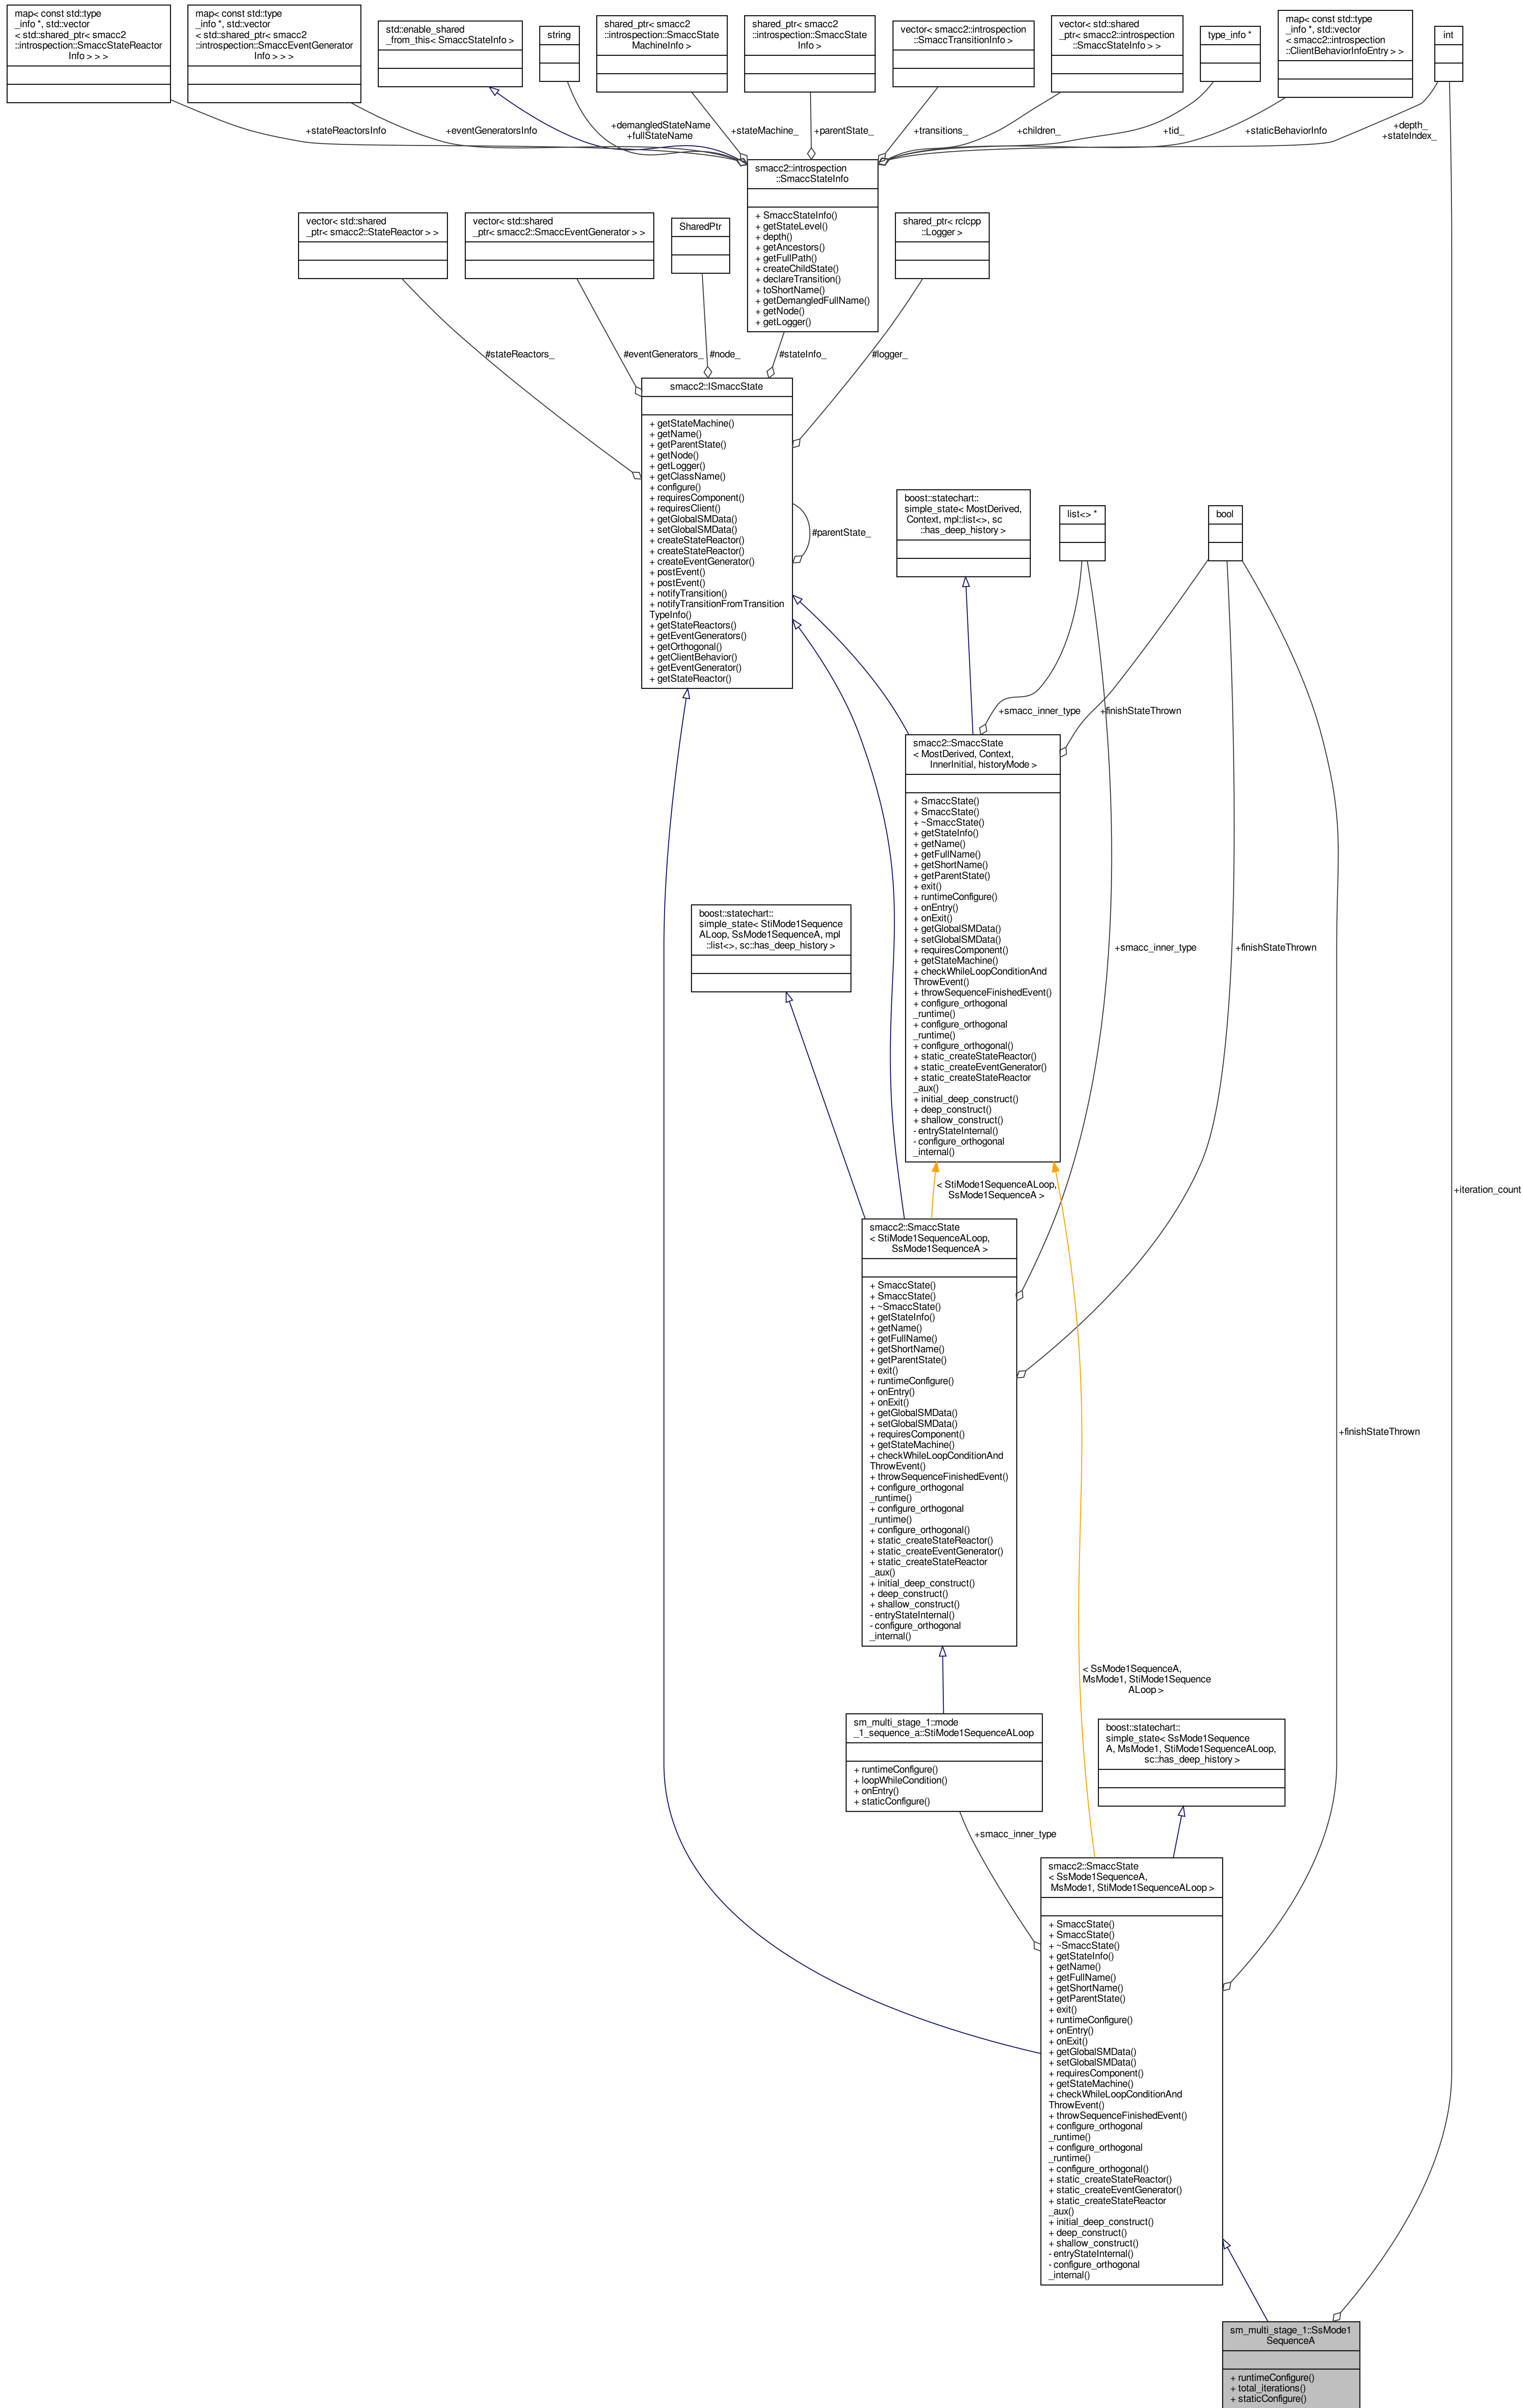 map< const std::type
_info *, std::vector
< std::shared_ptr< smacc2
::introspection::SmaccStateReactor
Info > > >
map< const std::type
_info *, std::vector
< std::shared_ptr< smacc2
::introspection::SmaccEventGenerator
Info > > >
std::enable_shared
_from_this< SmaccStateInfo >
string
shared_ptr< smacc2
::introspection::SmaccState
MachineInfo >
shared_ptr< smacc2
::introspection::SmaccState
Info >
vector< smacc2::introspection
::SmaccTransitionInfo >
vector< std::shared
_ptr< smacc2::introspection
::SmaccStateInfo > >
type_info *
map< const std::type
_info *, std::vector
< smacc2::introspection
::ClientBehaviorInfoEntry > >
int
+stateReactorsInfo
+eventGeneratorsInfo
+demangledStateName
+fullStateName
+stateMachine_
+parentState_
+transitions_
+children_
+tid_
+staticBehaviorInfo
+depth_
+stateIndex_
smacc2::introspection
::SmaccStateInfo
+ SmaccStateInfo()
+ getStateLevel()
+ depth()
+ getAncestors()
+ getFullPath()
+ createChildState()
+ declareTransition()
+ toShortName()
+ getDemangledFullName()
+ getNode()
+ getLogger()
vector< std::shared
_ptr< smacc2::StateReactor > >
vector< std::shared
_ptr< smacc2::SmaccEventGenerator > >
SharedPtr
shared_ptr< rclcpp
::Logger >
#stateReactors_
#eventGenerators_
#node_
#stateInfo_
#logger_
smacc2::ISmaccState
+ getStateMachine()
+ getName()
+ getParentState()
+ getNode()
+ getLogger()
+ getClassName()
+ configure()
+ requiresComponent()
+ requiresClient()
+ getGlobalSMData()
+ setGlobalSMData()
+ createStateReactor()
+ createStateReactor()
+ createEventGenerator()
+ postEvent()
+ postEvent()
+ notifyTransition()
+ notifyTransitionFromTransition
TypeInfo()
+ getStateReactors()
+ getEventGenerators()
+ getOrthogonal()
+ getClientBehavior()
+ getEventGenerator()
+ getStateReactor()
#parentState_
boost::statechart::
simple_state< MostDerived,
Context, mpl::list<>, sc
::has_deep_history >
list<> *
bool
+smacc_inner_type
+finishStateThrown
smacc2::SmaccState
< MostDerived, Context,
InnerInitial, historyMode >
+ SmaccState()
+ SmaccState()
+ ~SmaccState()
+ getStateInfo()
+ getName()
+ getFullName()
+ getShortName()
+ getParentState()
+ exit()
+ runtimeConfigure()
+ onEntry()
+ onExit()
+ getGlobalSMData()
+ setGlobalSMData()
+ requiresComponent()
+ getStateMachine()
+ checkWhileLoopConditionAnd
ThrowEvent()
+ throwSequenceFinishedEvent()
+ configure_orthogonal
_runtime()
+ configure_orthogonal
_runtime()
+ configure_orthogonal()
+ static_createStateReactor()
+ static_createEventGenerator()
+ static_createStateReactor
_aux()
+ initial_deep_construct()
+ deep_construct()
+ shallow_construct()
- entryStateInternal()
- configure_orthogonal
_internal()
boost::statechart::
simple_state< StiMode1Sequence
ALoop, SsMode1SequenceA, mpl
::list<>, sc::has_deep_history >
+smacc_inner_type
+finishStateThrown
< StiMode1SequenceALoop,
SsMode1SequenceA >
+iteration_count
smacc2::SmaccState
< StiMode1SequenceALoop,
SsMode1SequenceA >
+ SmaccState()
+ SmaccState()
+ ~SmaccState()
+ getStateInfo()
+ getName()
+ getFullName()
+ getShortName()
+ getParentState()
+ exit()
+ runtimeConfigure()
+ onEntry()
+ onExit()
+ getGlobalSMData()
+ setGlobalSMData()
+ requiresComponent()
+ getStateMachine()
+ checkWhileLoopConditionAnd
ThrowEvent()
+ throwSequenceFinishedEvent()
+ configure_orthogonal
_runtime()
+ configure_orthogonal
_runtime()
+ configure_orthogonal()
+ static_createStateReactor()
+ static_createEventGenerator()
+ static_createStateReactor
_aux()
+ initial_deep_construct()
+ deep_construct()
+ shallow_construct()
- entryStateInternal()
- configure_orthogonal
_internal()
+finishStateThrown
< SsMode1SequenceA,
MsMode1, StiMode1Sequence
ALoop >
sm_multi_stage_1::mode
_1_sequence_a::StiMode1SequenceALoop
+ runtimeConfigure()
+ loopWhileCondition()
+ onEntry()
+ staticConfigure()
boost::statechart::
simple_state< SsMode1Sequence
A, MsMode1, StiMode1SequenceALoop,
sc::has_deep_history >
+smacc_inner_type
smacc2::SmaccState
< SsMode1SequenceA,
MsMode1, StiMode1SequenceALoop >
+ SmaccState()
+ SmaccState()
+ ~SmaccState()
+ getStateInfo()
+ getName()
+ getFullName()
+ getShortName()
+ getParentState()
+ exit()
+ runtimeConfigure()
+ onEntry()
+ onExit()
+ getGlobalSMData()
+ setGlobalSMData()
+ requiresComponent()
+ getStateMachine()
+ checkWhileLoopConditionAnd
ThrowEvent()
+ throwSequenceFinishedEvent()
+ configure_orthogonal
_runtime()
+ configure_orthogonal
_runtime()
+ configure_orthogonal()
+ static_createStateReactor()
+ static_createEventGenerator()
+ static_createStateReactor
_aux()
+ initial_deep_construct()
+ deep_construct()
+ shallow_construct()
- entryStateInternal()
- configure_orthogonal
_internal()
sm_multi_stage_1::SsMode1
SequenceA
+ runtimeConfigure()
+ total_iterations()
+ staticConfigure()